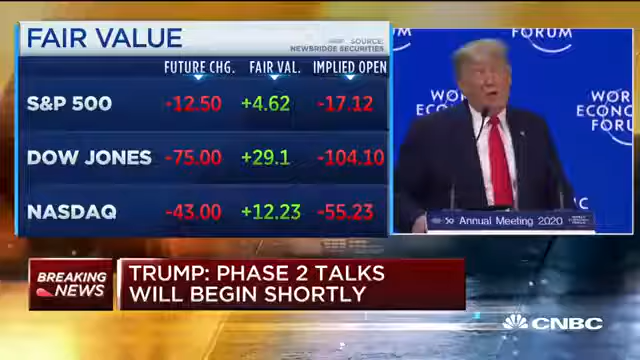 FAIR VALUE
SOURCE:
NEWBRIDGE SECURITIES
FUTURE CHG. FAIR VAL. IMPLIED OPEN
S&P 500 -12.50 +4.62 -17.12
DOW JONES -75.00 +29.1 -104.10
NASDAQ -43.00 +12.23 -55.23
FORUM
WORLD
ECONOMIC
FORUM
Annual Meeting 2020
BREAKING
NEWS
TRUMP: PHASE 2 TALKS
WILL BEGIN SHORTLY
CNBC